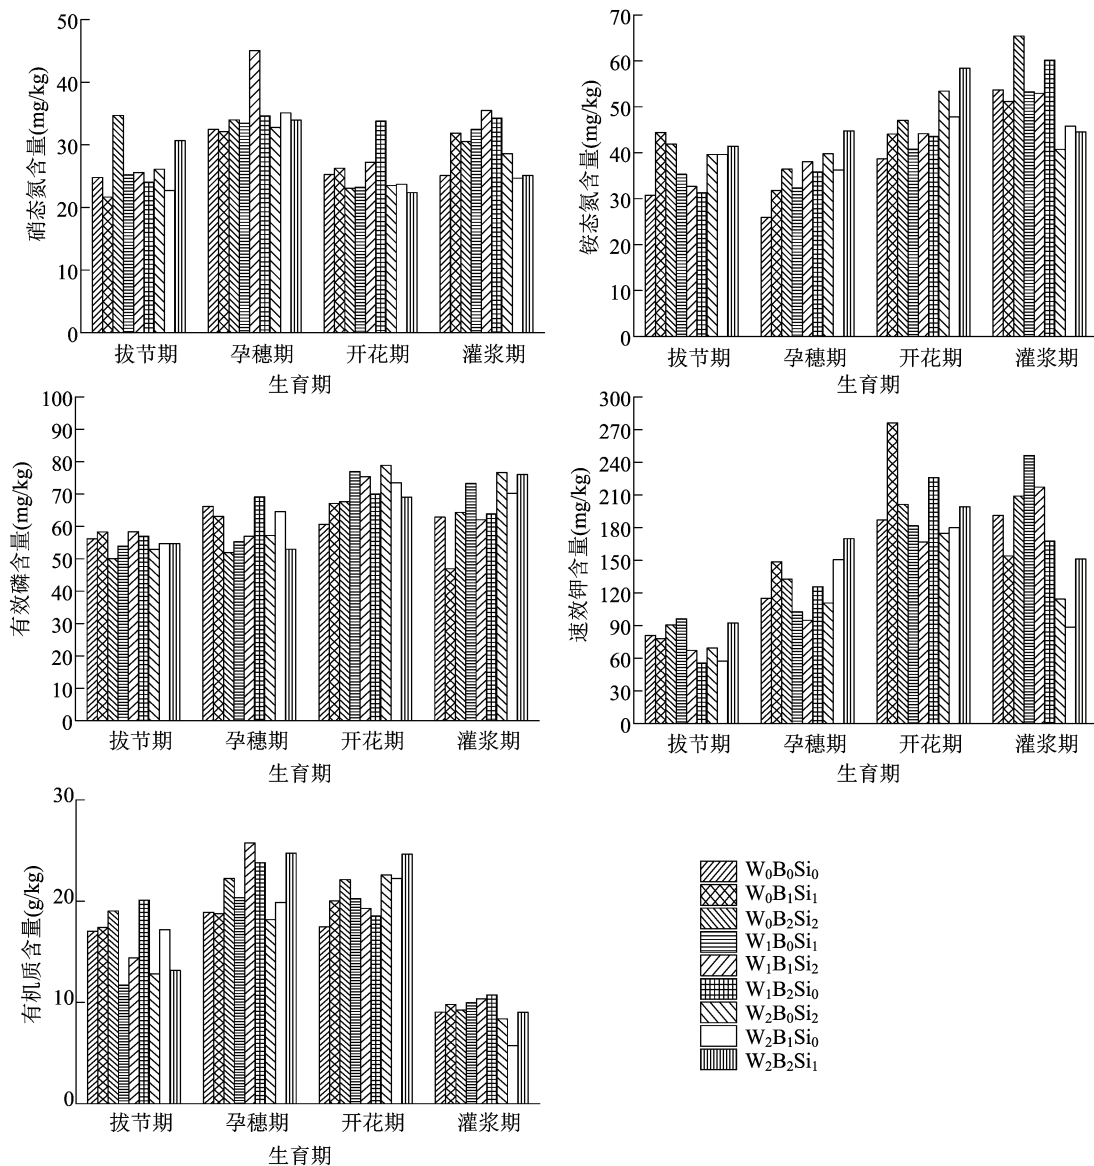 硝态氮含量(mg/kg)
50
40
30
20
10
0
拔节期 孕穗期 开花期 灌浆期
生育期
铵态氮含量(mg/kg)
70
60
50
40
30
20
10
0
拔节期 孕穗期 开花期 灌浆期
生育期
有效磷含量(mg/kg)
100
90
80
70
60
50
40
30
20
10
0
拔节期 孕穗期 开花期 灌浆期
生育期
速效钾含量(mg/kg)
300
270
240
210
180
150
120
90
60
30
0
拔节期 孕穗期 开花期 灌浆期
生育期
有机质含量(g/kg)
30
20
10
0
拔节期 孕穗期 开花期 灌浆期
生育期
W₀B₀Si₀
W₀B₁Si₁
W₀B₂Si₂
W₁B₀Si₁
W₁B₁Si₂
W₁B₂Si₀
W₂B₀Si₂
W₂B₁Si₀
W₂B₂Si₁